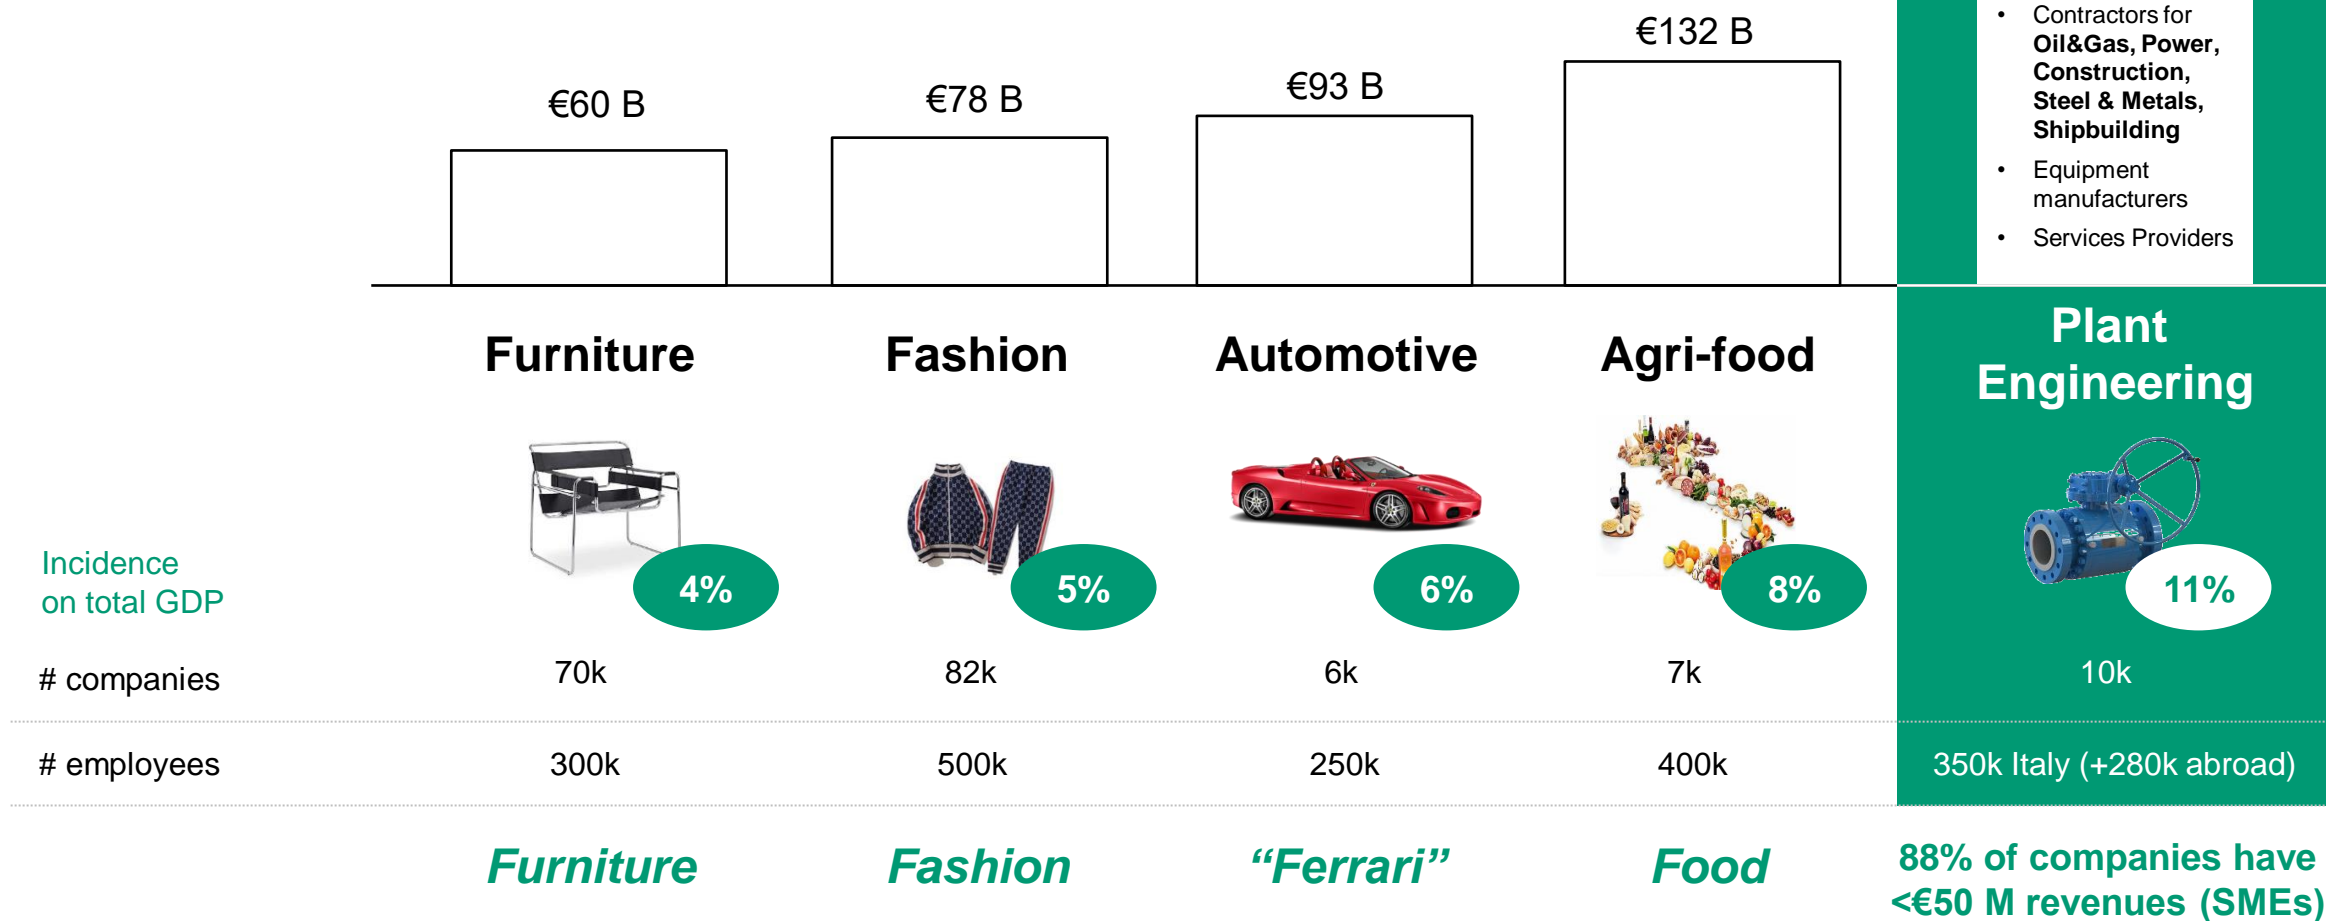 €60 B
€78 B
€93 B
€132 B
• Contractors for
Oil&Gas, Power,
Construction,
Steel & Metals,
Shipbuilding
• Equipment
manufacturers
• Services Providers
Furniture
Fashion
Automotive
Agri-food
Plant
Engineering
Incidence
on total GDP
4%
5%
6%
8%
11%
# companies
70k
82k
6k
7k
10k
# employees
300k
500k
250k
400k
350k Italy (+280k abroad)
Furniture
Fashion
“Ferrari”
Food
88% of companies have
<€50 M revenues (SMEs)